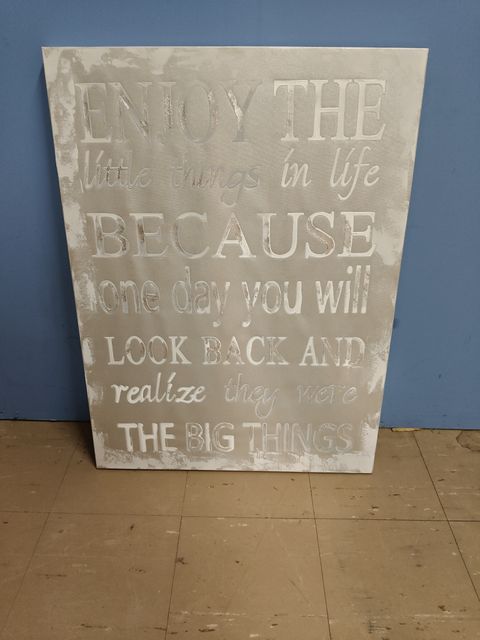 ENJOY THE
little things in life
BECAUSE
one day you will
LOOK BACK AND
realize they were
THE BIG THINGS